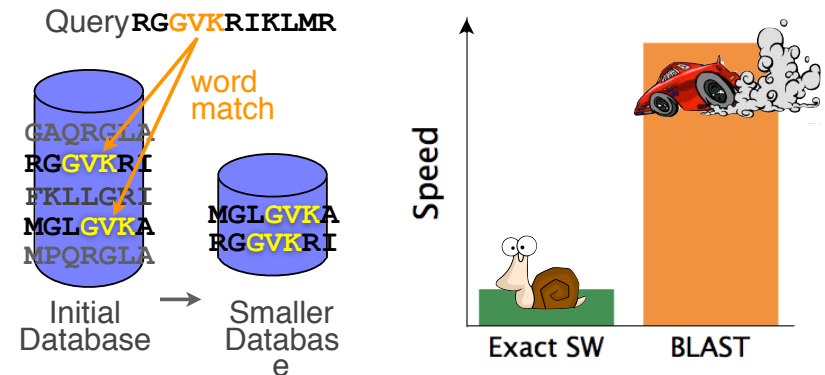 Query RGGVKRIKLMR
word
match
GAQRGLA
RGGVKRI
FKLLGRI
MGLGVKA
MPQRGLA
MGLGVKA
RGGVKRI
Initial
Database
Smaller
Databas
e
Speed
Exact SW
BLAST